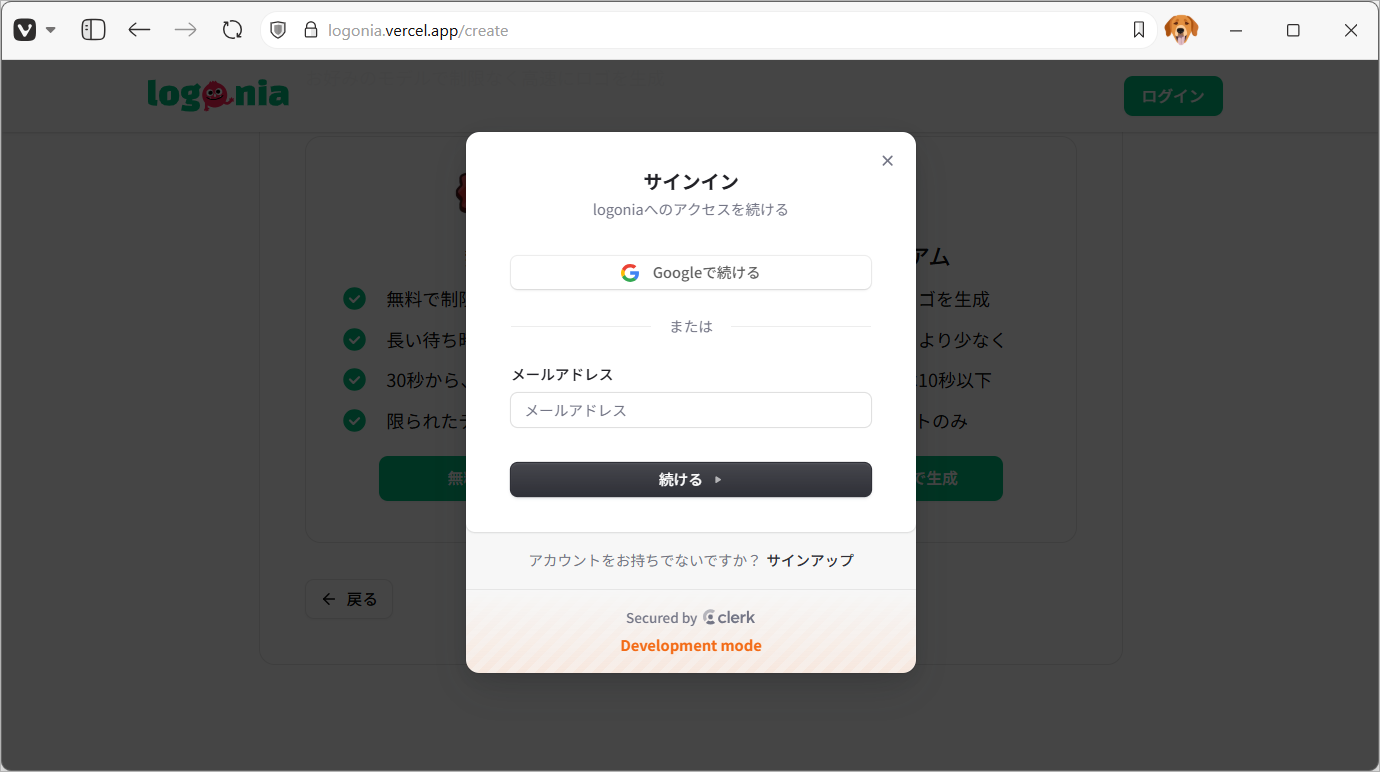 logonia.vercel.app/create
logonia
ログイン
サインイン
logoniaへのアクセスを続ける
Googleで続ける
または
メールアドレス
メールアドレス
続ける
アカウントをお持ちでないですか？ サインアップ
Secured by clerk
Development mode
無料で制限
長い待ち時
30秒から、
限られた
無料
アム
ゴを生成
より少なく
10秒以下
トのみ
で生成
戻る